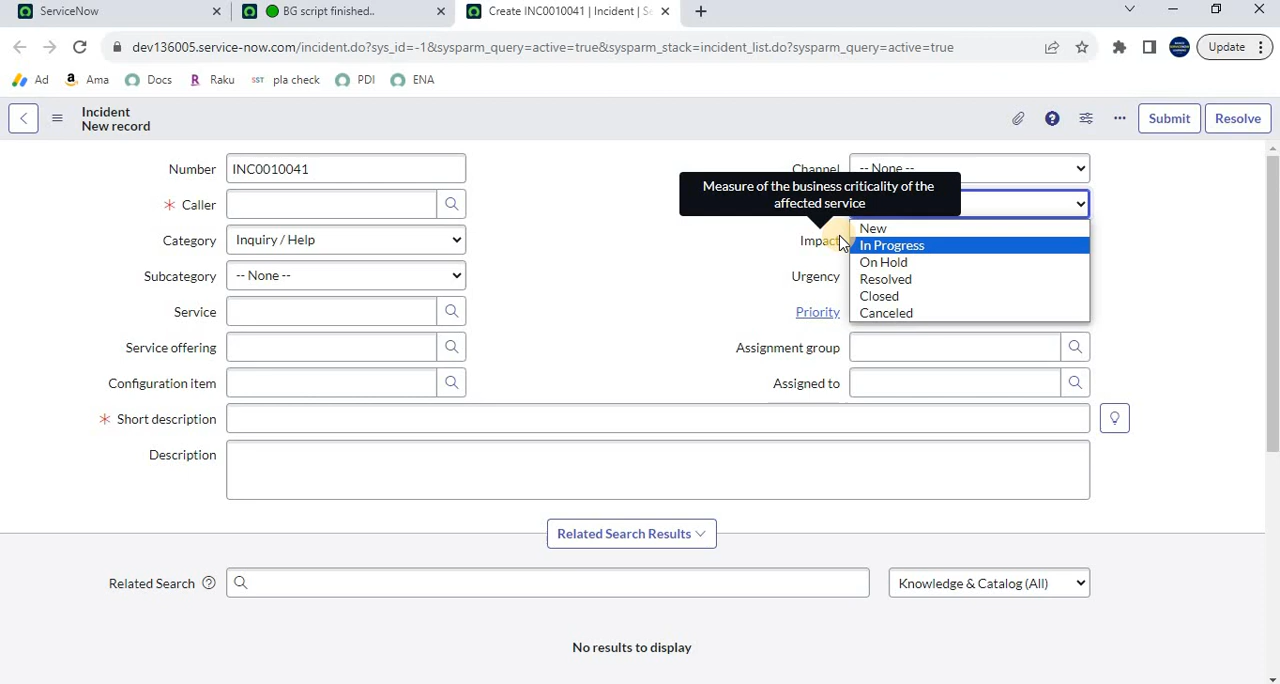 ServiceNow
BG script finished..
Create INC0010041 | Incident | Se
dev136005.service-now.com/incident.do?sys_id=-1&sysparm_query=active=true&sysparm_stack=incident_list.do?sysparm_query=active=true
Update
Ad
Ama
Docs
Raku
SST pla check
PDI
ENA
Incident
New record
Submit
Resolve
Number
INC0010041
Channel
-- None --
Measure of the business criticality of the
affected service
Caller
New
Category
Inquiry / Help
Impact
In Progress
On Hold
Subcategory
-- None --
Urgency
Resolved
Closed
Service
Priority
Canceled
Service offering
Assignment group
Configuration item
Assigned to
Short description
Description
Related Search Results
Related Search
Knowledge & Catalog (All)
No results to display